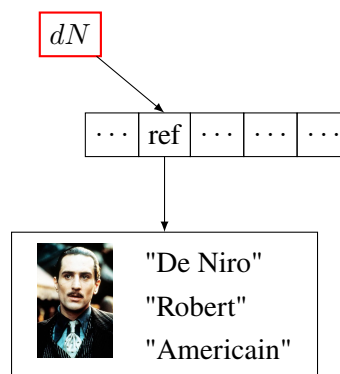 dN
··· ref ··· ··· ···
"De Niro"
"Robert"
"Americain"